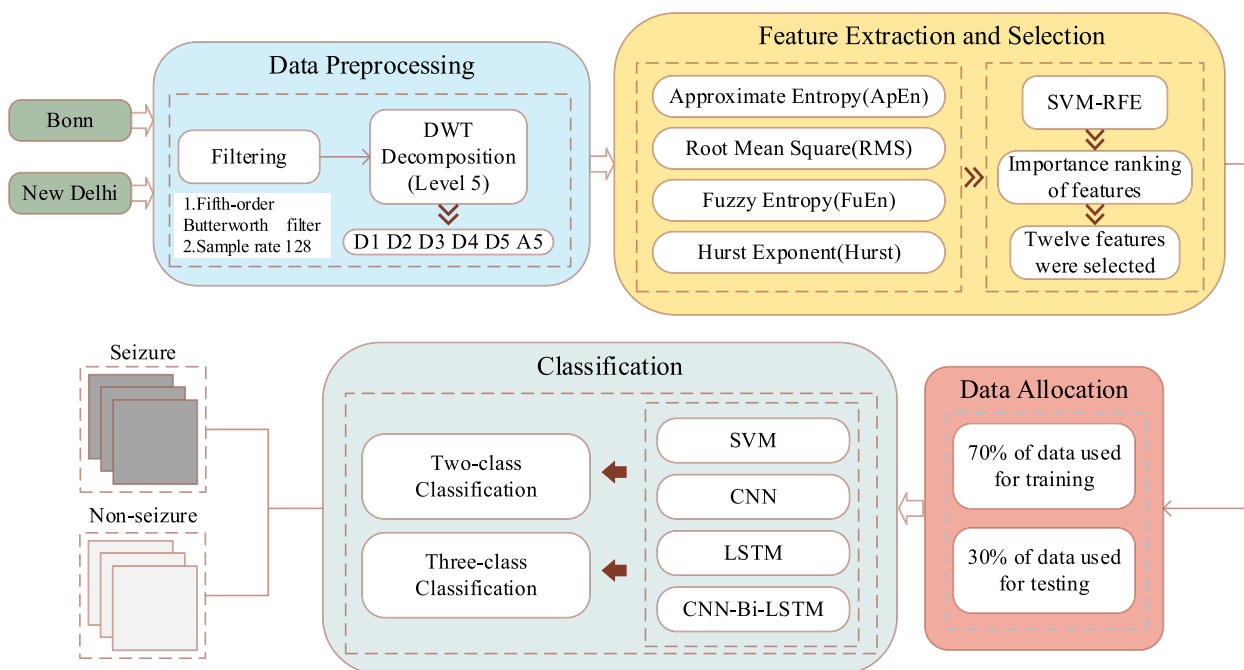 Bonn
New Delhi
Data Preprocessing
Filtering
1.Fifth-order
Butterworth filter
2.Sample rate 128
DWT
Decomposition
(Level 5)
D1 D2 D3 D4 D5 A5
Feature Extraction and Selection
Approximate Entropy(ApEn)
Root Mean Square(RMS)
Fuzzy Entropy(FuEn)
Hurst Exponent(Hurst)
SVM-RFE
Importance ranking
of features
Twelve features
were selected
Data Allocation
70% of data used
for training
30% of data used
for testing
Classification
SVM
CNN
LSTM
CNN-Bi-LSTM
Two-class
Classification
Three-class
Classification
Seizure
Non-seizure